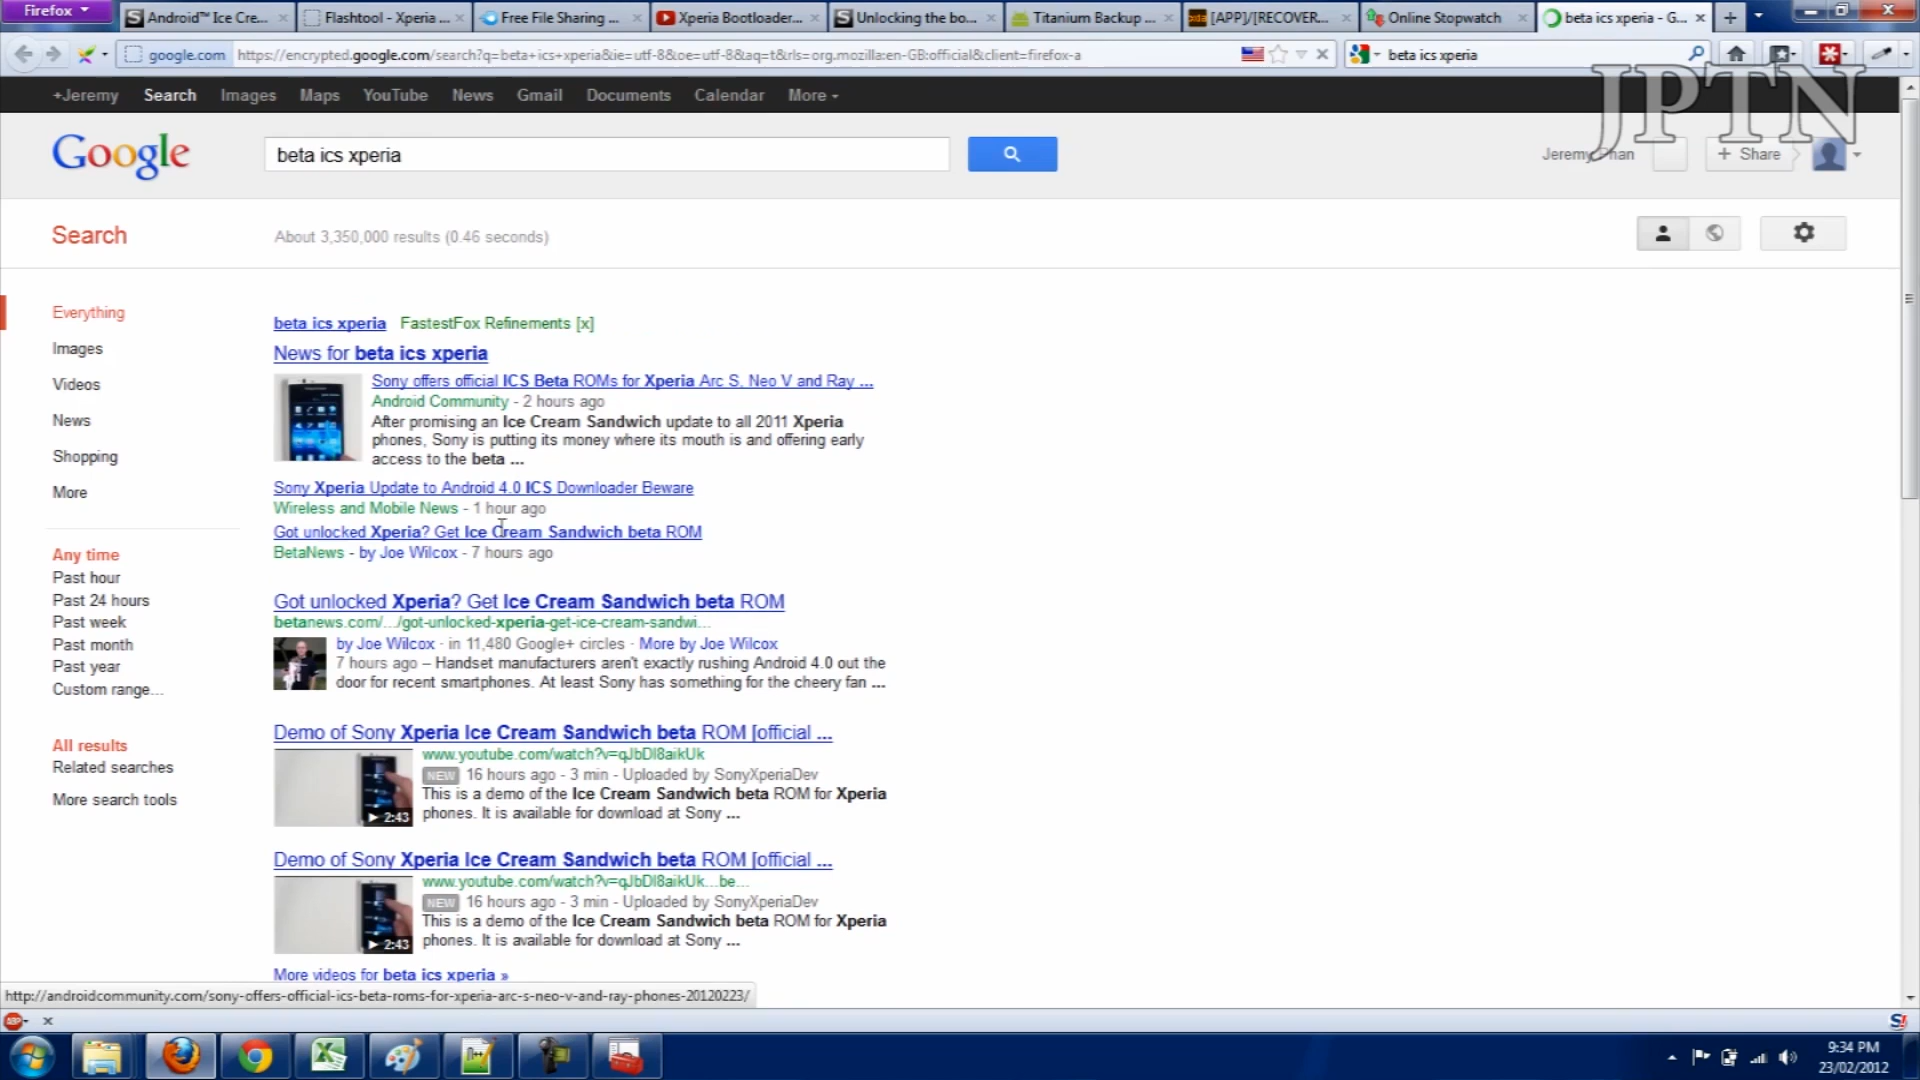 Firefox
Android™ Ice Cre...
Flashtool - Xperia ...
Free File Sharing ...
Xperia Bootloader...
Unlocking the bo...
Titanium Backup ...
[APP]/[RECOVER...
Online Stopwatch
beta ics xperia - G...
google.com
https://encrypted.google.com/search?q=beta+ics+xperia&ie=utf-8&oe=utf-8&aq=t&rls=org.mozilla:en-GB:official&client=firefox-a
beta ics xperia
JPTN
+Jeremy Search Images Maps YouTube News Gmail Documents Calendar More
Google
beta ics xperia
Jeremy Phan
+ Share
Search
About 3,350,000 results (0.46 seconds)
Everything
Images
Videos
News
Shopping
More
Any time
Past hour
Past 24 hours
Past week
Past month
Past year
Custom range...
All results
Related searches
More search tools
beta ics xperia FastestFox Refinements [x]
News for beta ics xperia
Sony offers official ICS Beta ROMs for Xperia Arc S, Neo V and Ray ...
Android Community - 2 hours ago
After promising an Ice Cream Sandwich update to all 2011 Xperia
phones, Sony is putting its money where its mouth is and offering early
access to the beta ...
Sony Xperia Update to Android 4.0 ICS Downloader Beware
Wireless and Mobile News - 1 hour ago
Got unlocked Xperia? Get Ice Cream Sandwich beta ROM
BetaNews - by Joe Wilcox - 7 hours ago
Got unlocked Xperia? Get Ice Cream Sandwich beta ROM
betanews.com/.../got-unlocked-xperia-get-ice-cream-sandwi...
by Joe Wilcox · in 11,480 Google+ circles · More by Joe Wilcox
7 hours ago – Handset manufacturers aren't exactly rushing Android 4.0 out the
door for recent smartphones. At least Sony has something for the cheery fan ...
Demo of Sony Xperia Ice Cream Sandwich beta ROM [official ...
www.youtube.com/watch?v=qJbDl8aikUk
NEW 16 hours ago - 3 min - Uploaded by SonyXperiaDev
This is a demo of the Ice Cream Sandwich beta ROM for Xperia
phones. It is available for download at Sony ...
2:43
Demo of Sony Xperia Ice Cream Sandwich beta ROM [official ...
www.youtube.com/watch?v=qJbDl8aikUk...be...
NEW 16 hours ago - 3 min - Uploaded by SonyXperiaDev
This is a demo of the Ice Cream Sandwich beta ROM for Xperia
phones. It is available for download at Sony ...
2:43
More videos for beta ics xperia »
http://androidcommunity.com/sony-offers-official-ics-beta-roms-for-xperia-arc-s-neo-v-and-ray-phones-20120223/
ABP
9:34 PM
23/02/2012